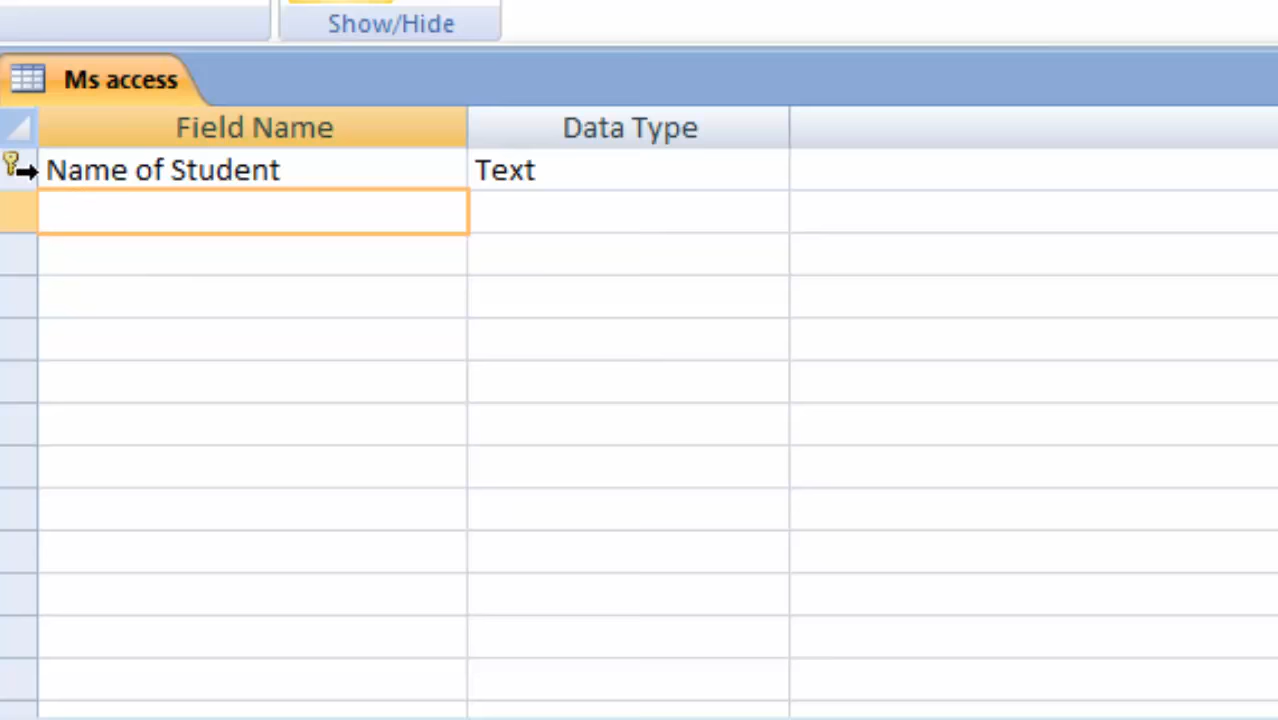 Show/Hide
Ms access
Field Name Data Type
Name of Student Text